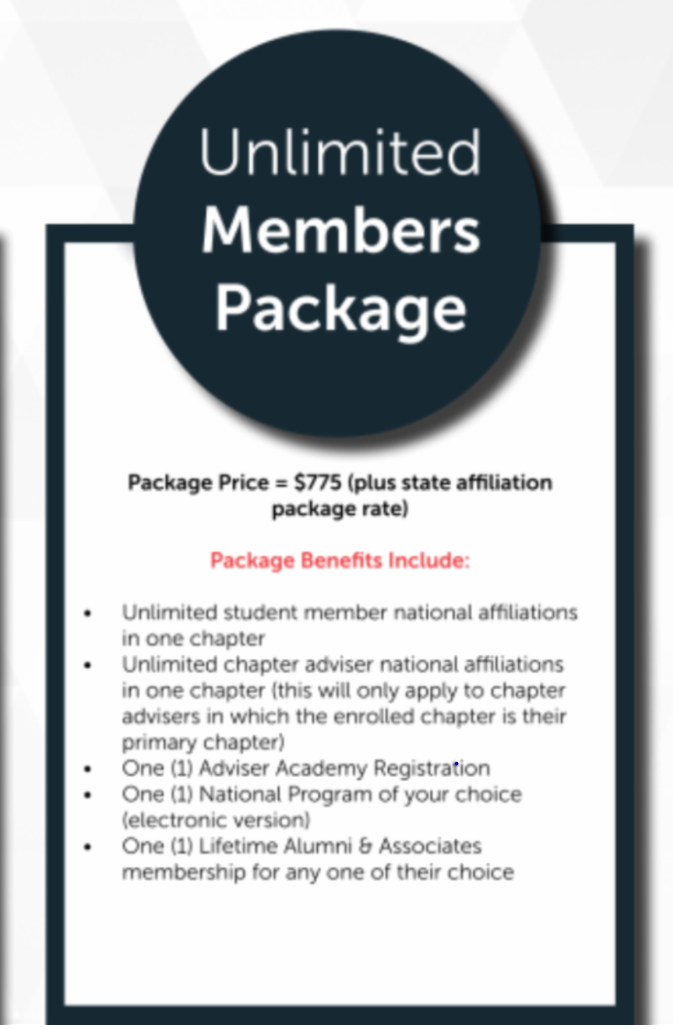 Unlimited
Members
Package
Package Price = $775 (plus state affiliation
package rate)
Package Benefits Include:
• Unlimited student member national affiliations
in one chapter
• Unlimited chapter adviser national affiliations
in one chapter (this will only apply to chapter
advisers in which the enrolled chapter is their
primary chapter)
• One (1) Adviser Academy Registration
• One (1) National Program of your choice
(electronic version)
• One (1) Lifetime Alumni & Associates
membership for any one of their choice